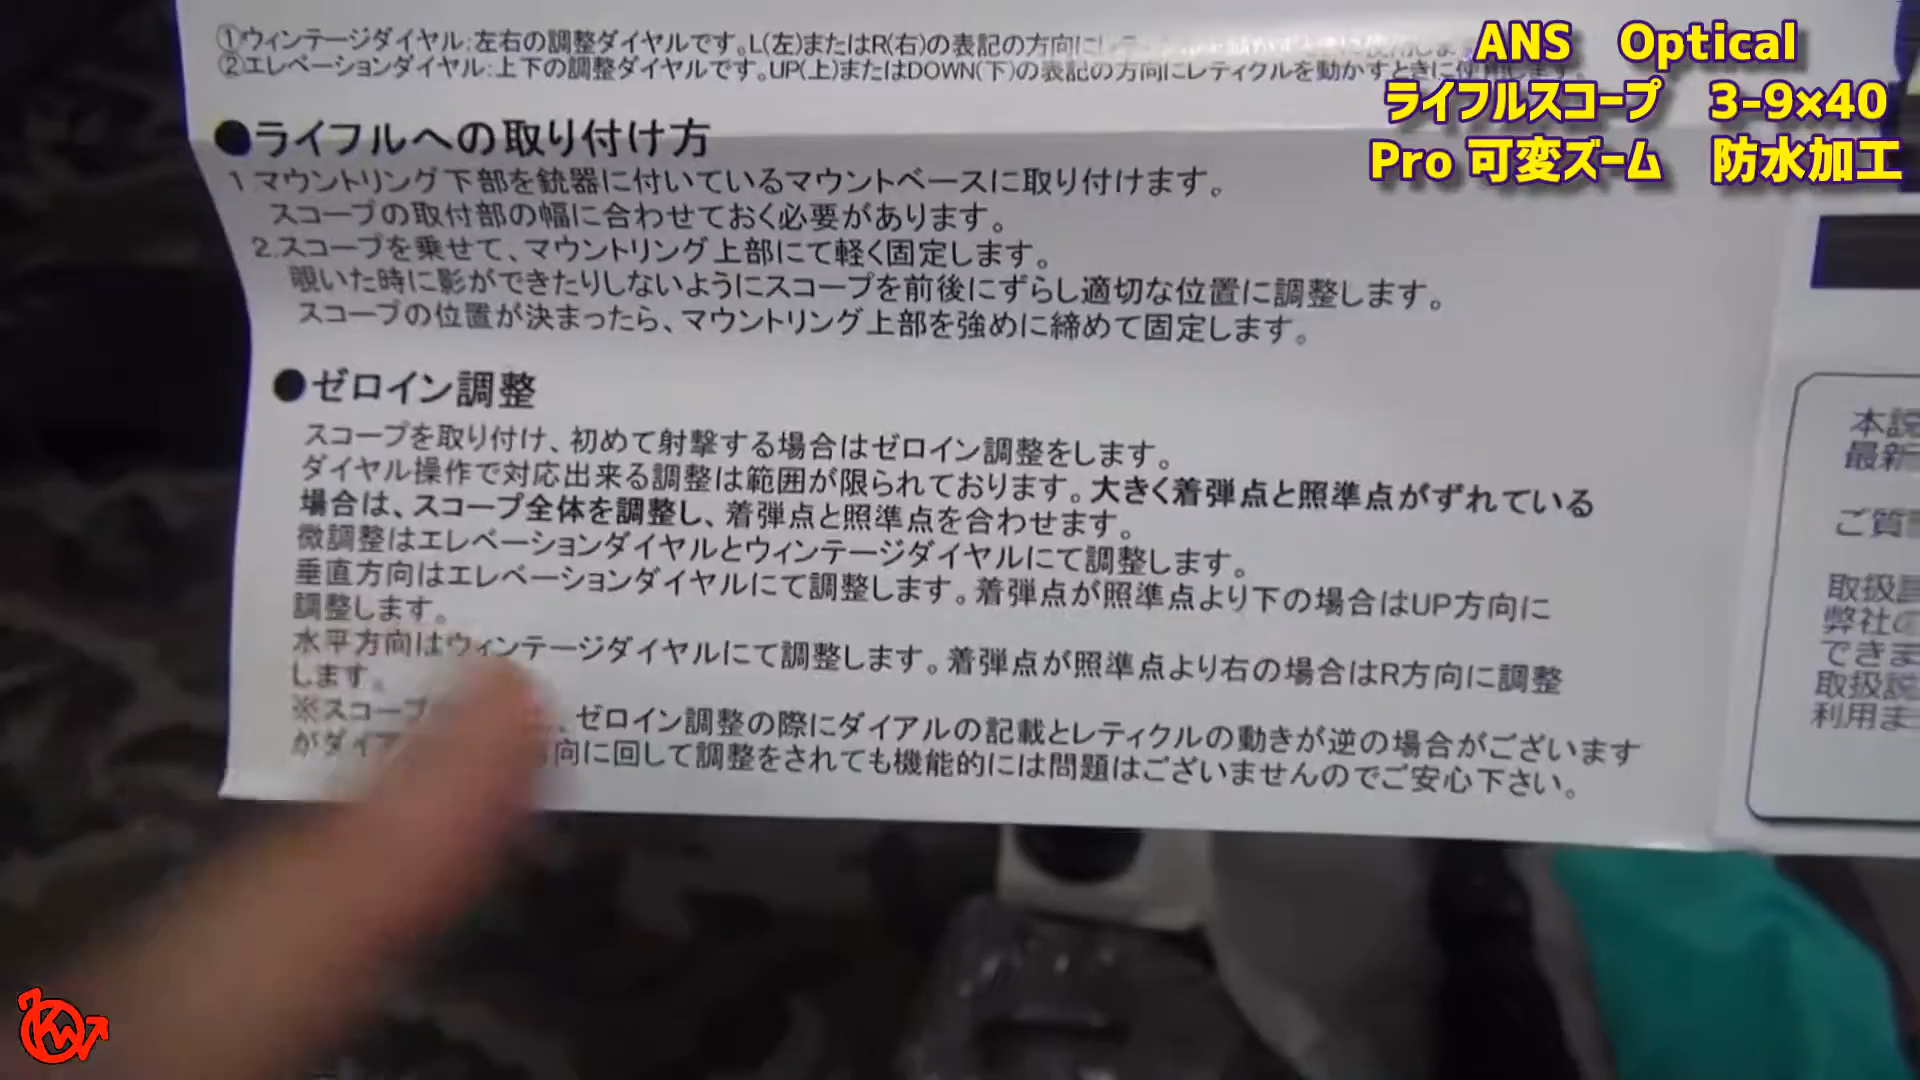 ①ウィンテージダイヤル:左右の調整ダイヤルです。L(左)またはR(右)の表記の方向に
②エレベーションダイヤル:上下の調整ダイヤルです。UP(上)またはDOWN(下)の表記の方向にレティクルを動かすときに使用します。
●ライフルへの取り付け方
1 マウントリング下部を銃器に付いているマウントベースに取り付けます。
スコープの取付部の幅に合わせておく必要があります。
2.スコープを乗せて、マウントリング上部にて軽く固定します。
覗いた時に影ができたりしないようにスコープを前後にずらし適切な位置に調整します。
スコープの位置が決まったら、マウントリング上部を強めに締めて固定します。
●ゼロイン調整
スコープを取り付け、初めて射撃する場合はゼロイン調整をします。
ダイヤル操作で対応出来る調整は範囲が限られております。大きく着弾点と照準点がずれている
場合は、スコープ全体を調整し、着弾点と照準点を合わせます。
微調整はエレベーションダイヤルとウィンテージダイヤルにて調整します。
垂直方向はエレベーションダイヤルにて調整します。着弾点が照準点より下の場合はUP方向に
調整します。
水平方向はウィンテージダイヤルにて調整します。着弾点が照準点より右の場合はR方向に調整
します。
※スコープ 、ゼロイン調整の際にダイアルの記載とレティクルの動きが逆の場合がございます
がダイア 向に回して調整をされても機能的には問題はございませんのでご安心下さい。
ANS Optical
ライフルスコープ 3-9×40
Pro 可変ズーム 防水加工
本説
最新
ご質
取扱
弊社の
できま
取扱説
利用ま
KW